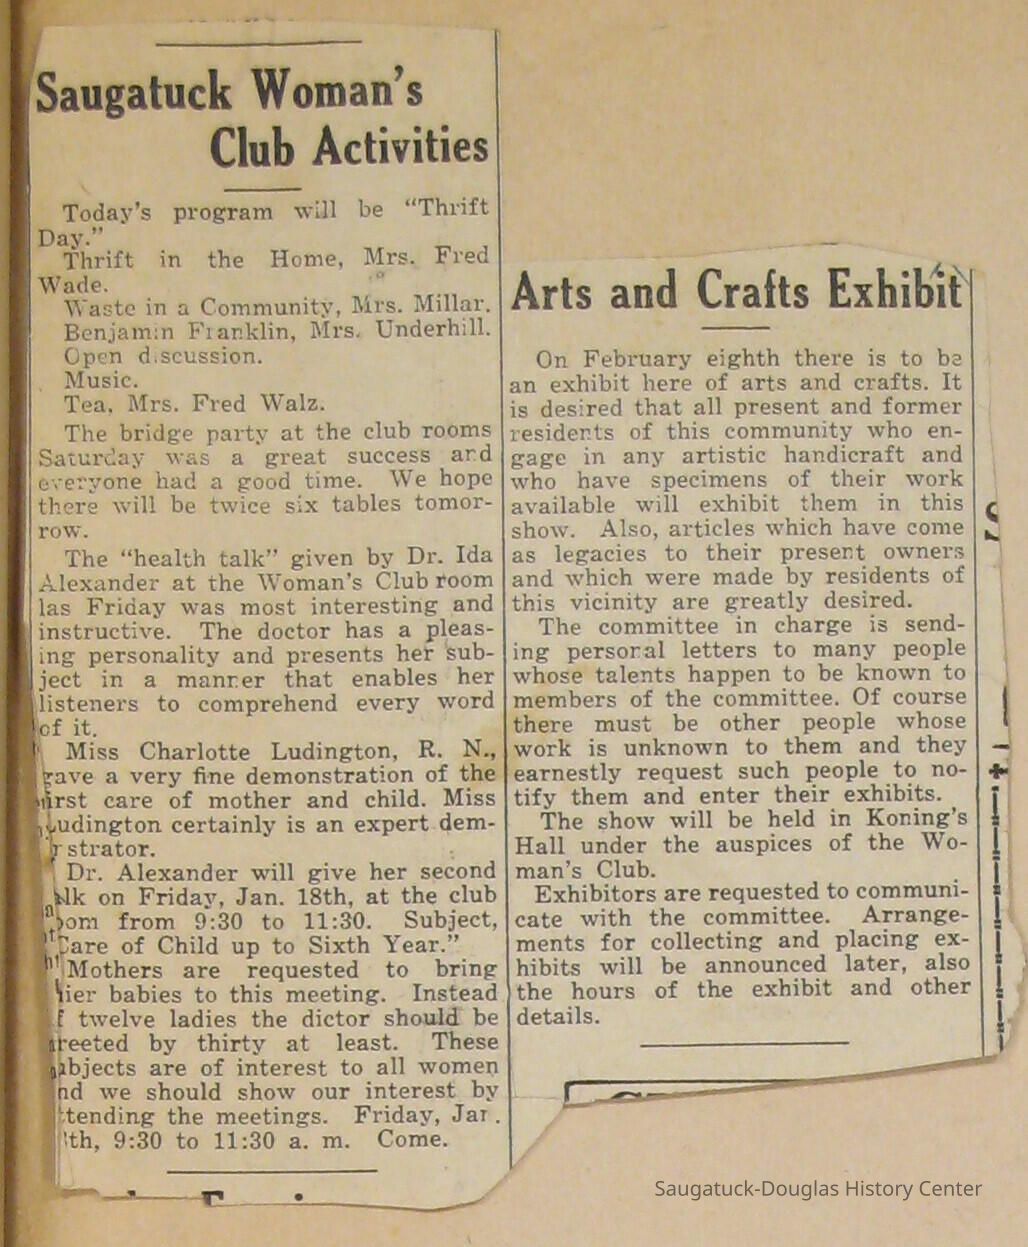 Saugatuck Woman's
Club Activities
Today's program will be "Thrift
Day."
Thrift in the Home, Mrs. Fred
Wade.
Waste in a Community, Mrs. Millar.
Benjamin Franklin, Mrs. Underhill.
Open discussion.
Music.
Tea, Mrs. Fred Walz.
The bridge party at the club rooms
Saturday was a great success and
everyone had a good time. We hope
there will be twice six tables tomor-
row.
The "health talk" given by Dr. Ida
Alexander at the Woman's Club room
las Friday was most interesting and
instructive. The doctor has a pleas-
ing personality and presents her sub-
ject in a manner that enables her
listeners to comprehend every word
of it.
Miss Charlotte Ludington, R. N.,
gave a very fine demonstration of the
first care of mother and child. Miss
Ludington certainly is an expert dem-
strator.
Dr. Alexander will give her second
lk on Friday, Jan. 18th, at the club
oom from 9:30 to 11:30. Subject,
"Care of Child up to Sixth Year."
Mothers are requested to bring
ier babies to this meeting. Instead
f twelve ladies the dictor should be
reeted by thirty at least. These
ubjects are of interest to all women
nd we should show our interest by
ttending the meetings. Friday, Jan.
th, 9:30 to 11:30 a. m. Come.
Arts and Crafts Exhibit
On February eighth there is to be
an exhibit here of arts and crafts. It
is desired that all present and former
residents of this community who en-
gage in any artistic handicraft and
who have specimens of their work
available will exhibit them in this
show. Also, articles which have come
as legacies to their present owners
and which were made by residents of
this vicinity are greatly desired.
The committee in charge is send-
ing personal letters to many people
whose talents happen to be known to
members of the committee. Of course
there must be other people whose
work is unknown to them and they
earnestly request such people to no-
tify them and enter their exhibits.
The show will be held in Koning's
Hall under the auspices of the Wo-
man's Club.
Exhibitors are requested to communi-
cate with the committee. Arrange-
ments for collecting and placing ex-
hibits will be announced later, also
the hours of the exhibit and other
details.
Saugatuck-Douglas History Center